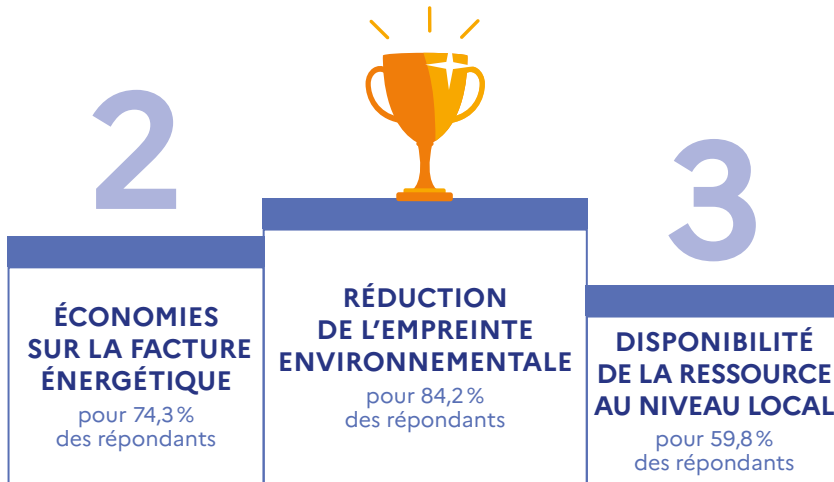 2
ÉCONOMIES
SUR LA FACTURE
ÉNERGÉTIQUE
pour 74,3 %
des répondants
RÉDUCTION
DE L’EMPREINTE
ENVIRONNEMENTALE
pour 84,2 %
des répondants
3
DISPONIBILITÉ
DE LA RESSOURCE
AU NIVEAU LOCAL
pour 59,8 %
des répondants